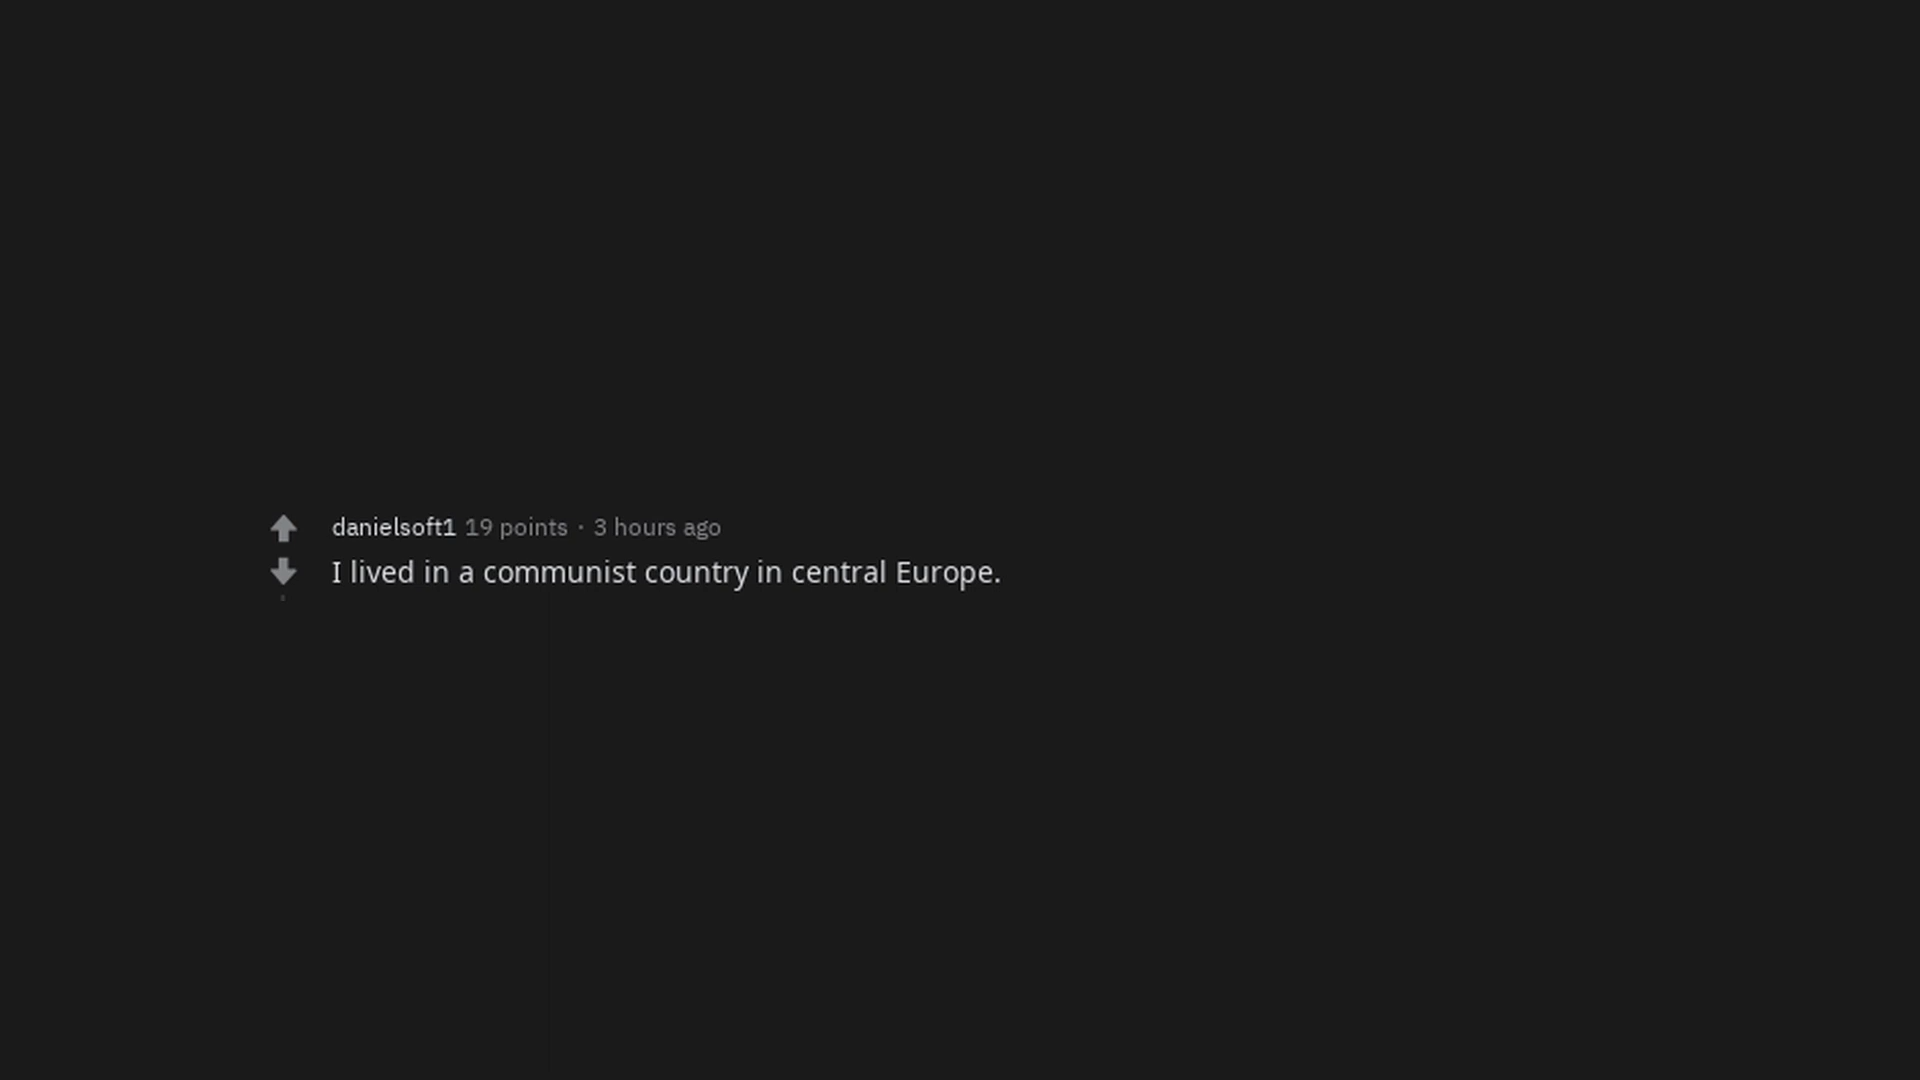 danielsoft1 19 points · 3 hours ago
I lived in a communist country in central Europe.